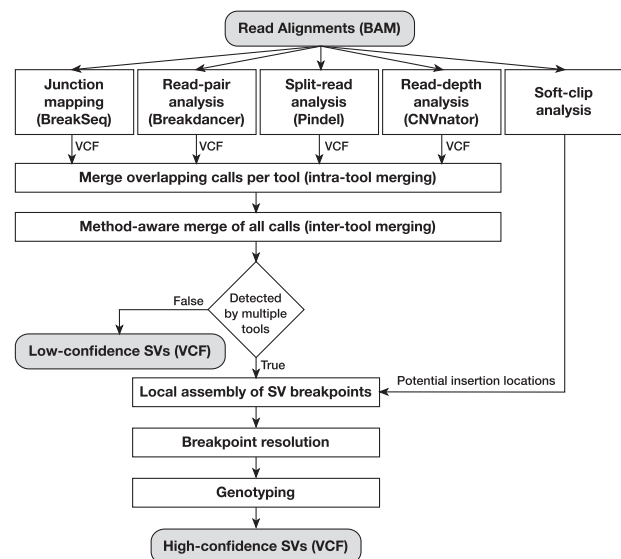 Read Alignments (BAM)
Junction
mapping
(BreakSeq)
Read-pair
analysis
(Breakdancer)
Split-read
analysis
(Pindel)
Read-depth
analysis
(CNVnator)
Soft-clip
analysis
VCF
VCF
VCF
VCF
Merge overlapping calls per tool (intra-tool merging)
Method-aware merge of all calls (inter-tool merging)
Detected
by multiple
tools
False
Low-confidence SVs (VCF)
True
Local assembly of SV breakpoints
Potential insertion locations
Breakpoint resolution
Genotyping
High-confidence SVs (VCF)